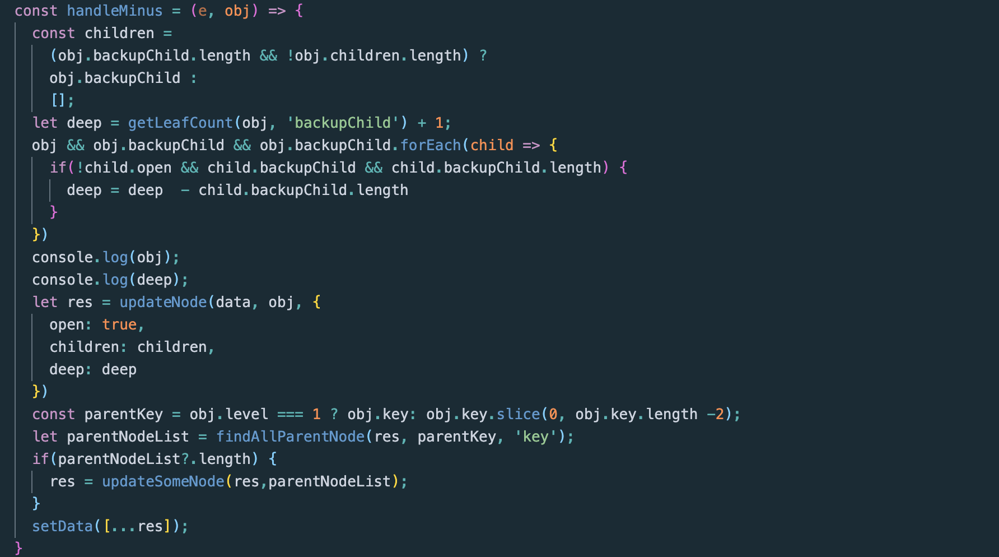 const handleMinus = (e, obj) => {
  const children =
    (obj.backupChild.length && !obj.children.length) ?
    obj.backupChild :
    [];
  let deep = getLeafCount(obj, 'backupChild') + 1;
  obj && obj.backupChild && obj.backupChild.forEach(child => {
    if(!child.open && child.backupChild && child.backupChild.length) {
      deep = deep  - child.backupChild.length
    }
  })
  console.log(obj);
  console.log(deep);
  let res = updateNode(data, obj, {
    open: true,
    children: children,
    deep: deep
  })
  const parentKey = obj.level === 1 ? obj.key: obj.key.slice(0, obj.key.length -2);
  let parentNodeList = findAllParentNode(res, parentKey, 'key');
  if(parentNodeList?.length) {
    res = updateSomeNode(res,parentNodeList);
  }
  setData([...res]);
}